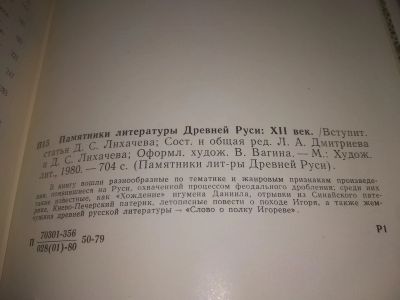 П15 Памятники литературы Древней Руси: XII век. /Вступит.
статья Д. С. Лихачева; Сост. и общая ред. Л. А. Дмитриева
и Д. С. Лихачева; Оформл. худож. В. Вагина. — М.: Худож.
лит., 1980. — 704 с. (Памятники лит-ры Древней Руси).
В книгу вошли разнообразные по тематике и жанровым признакам произведе-
ния, появившиеся на Руси, охваченной процессом феодального дробления; среди них
такие известные, как «Хождение» игумена Даниила, отрывки из Синайского пате-
рика, Киево-Печерский патерик, летописные повести о походе Игоря, а также жем-
чужина древней русской литературы — «Слово о полку Игореве».
П 70301-356
028(01)-80 50-79
Р1